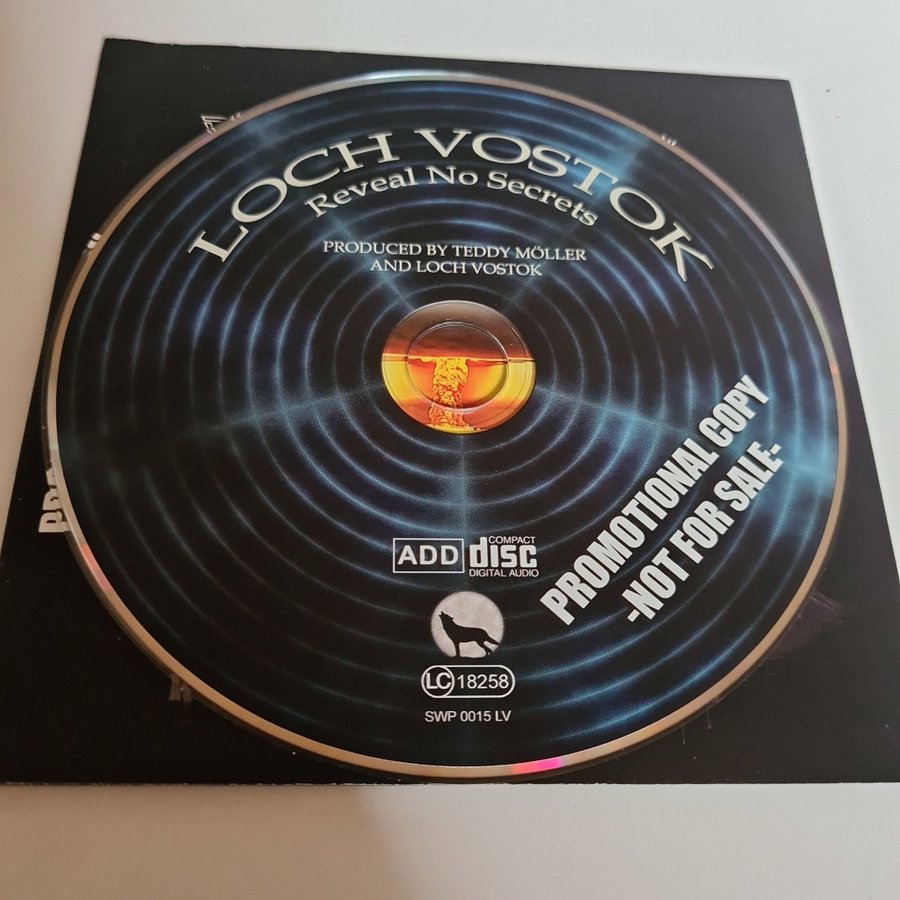 LOCH VOSTOK
Reveal No Secrets
PRODUCED BY TEDDY MÖLLER
AND LOCH VOSTOK
PROMOTIONAL COPY
-NOT FOR SALE-
ADD
COMPACT
disc
DIGITAL AUDIO
LC 18258
SWP 0015 LV